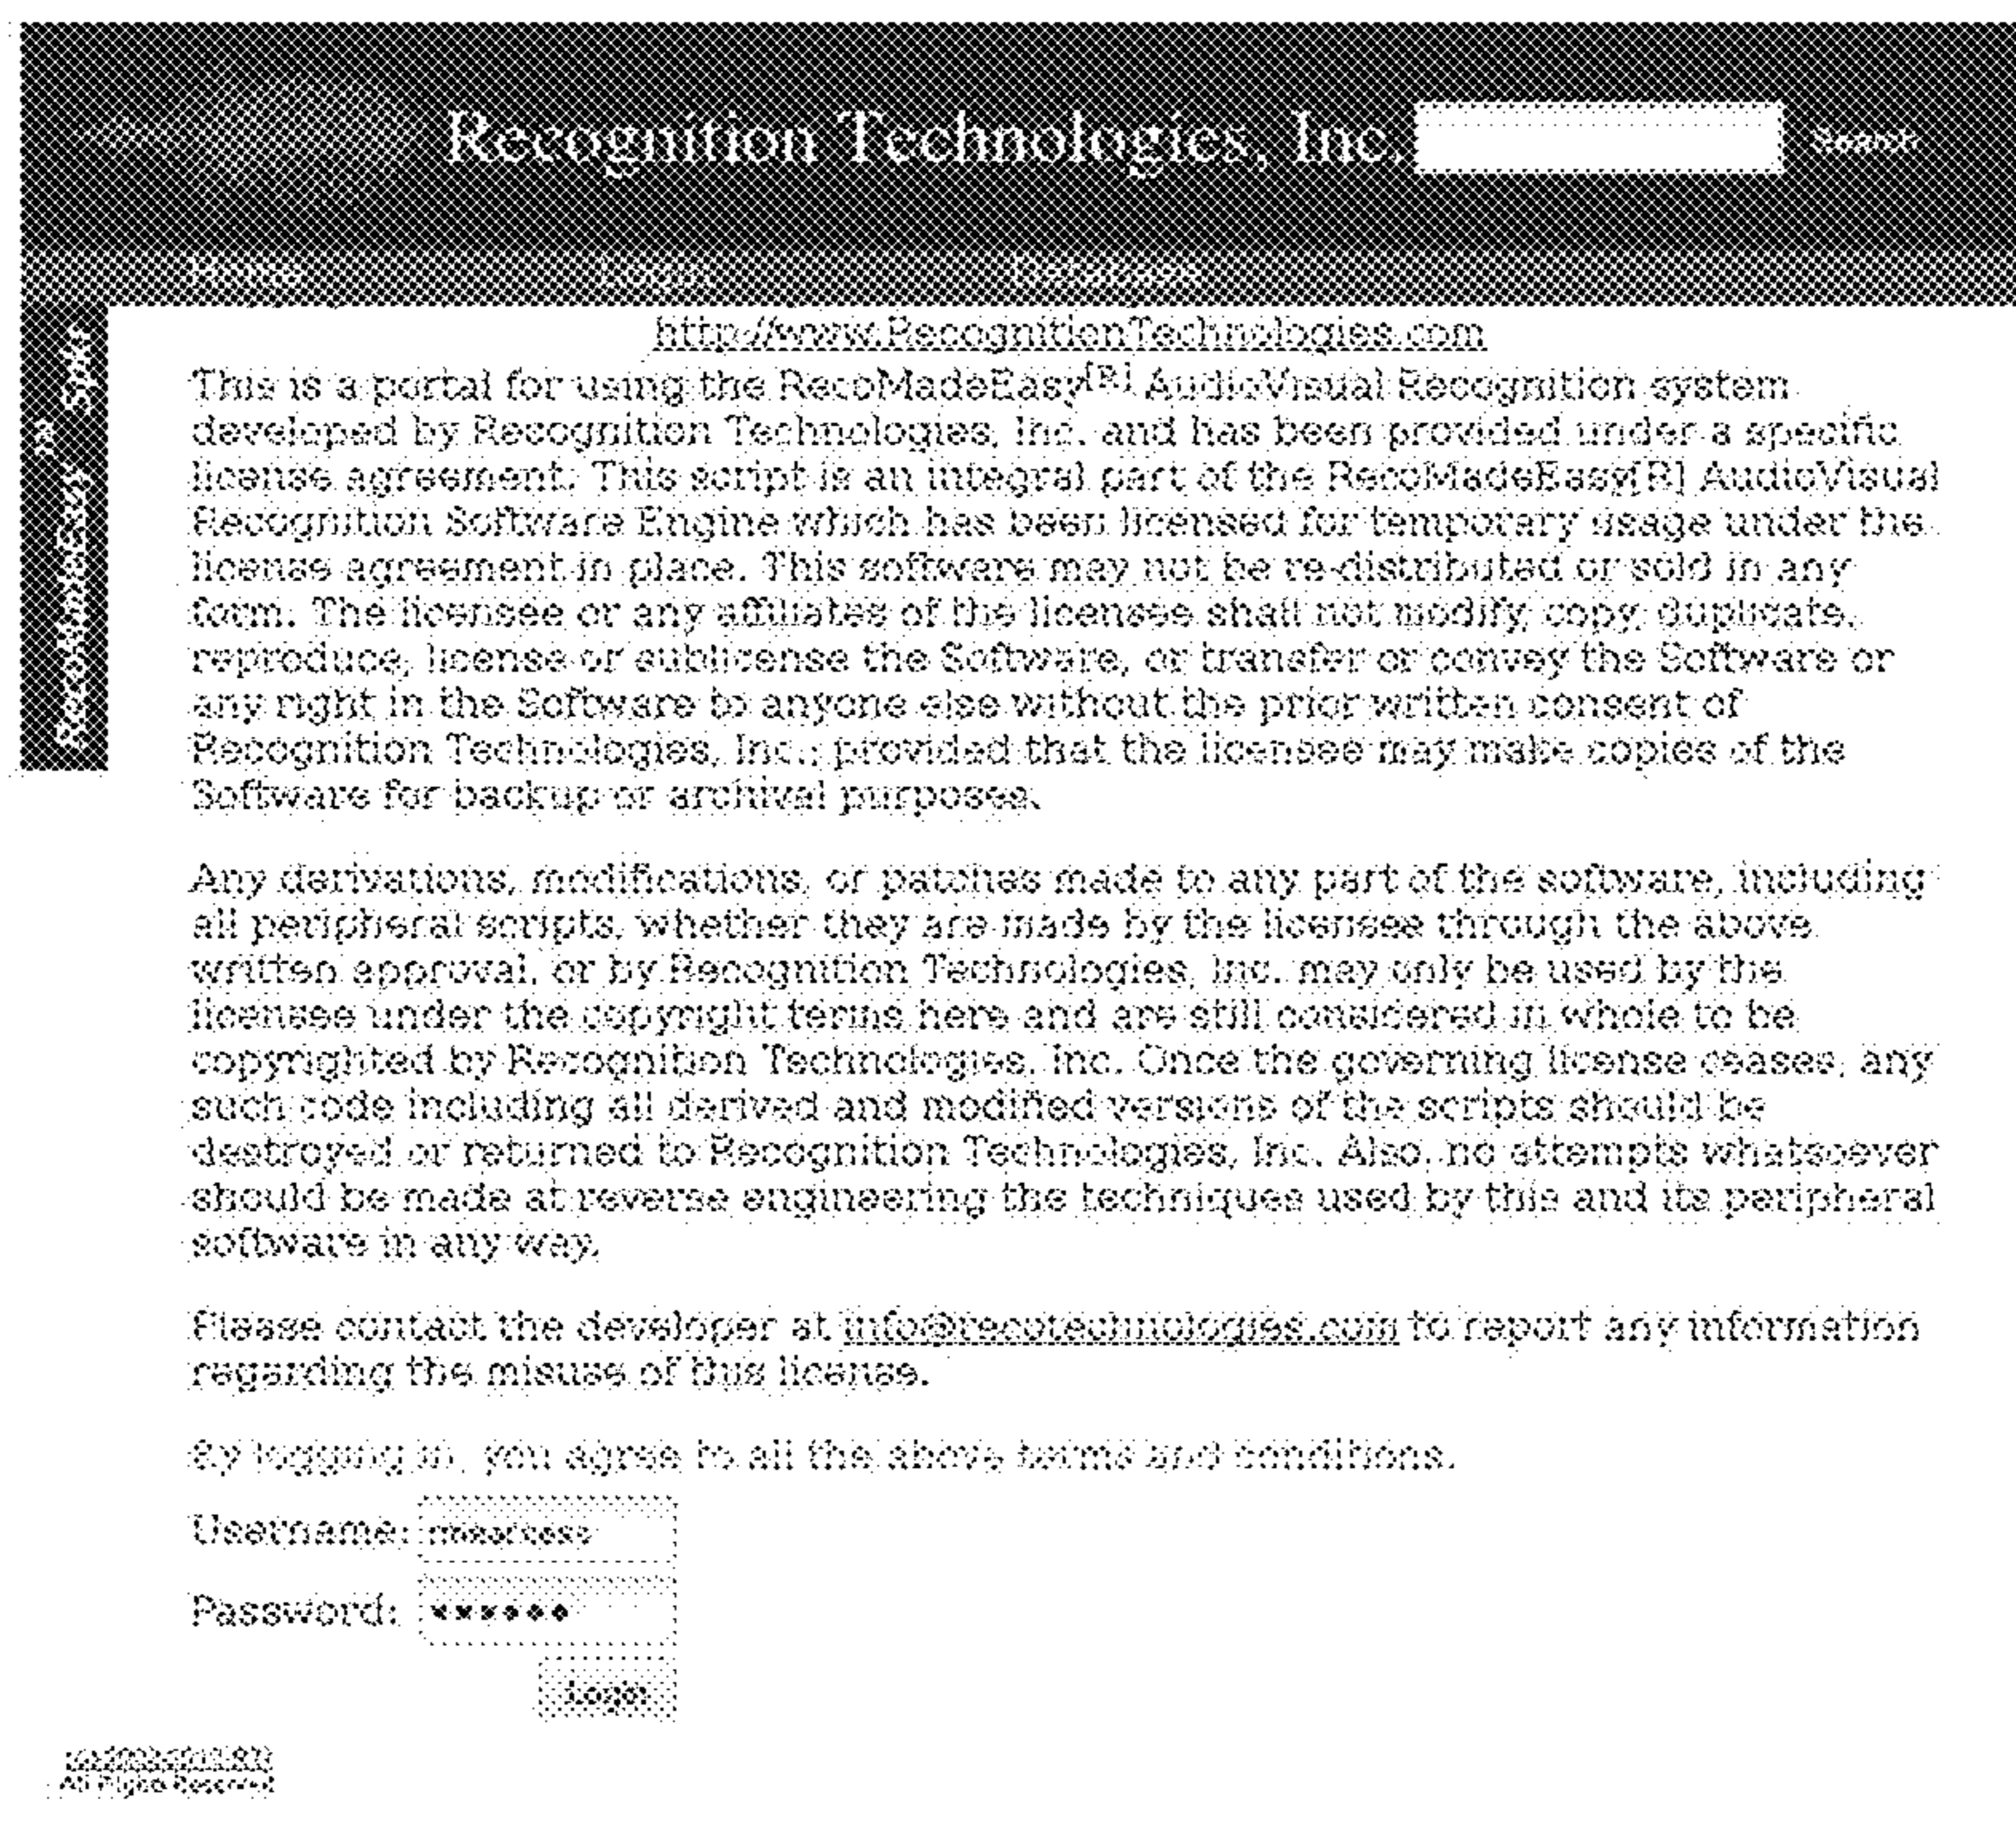 Recognition Technologies, Inc.
Search
Home Login Database
RecoMadeEasy [R] Spkr
http://www.RecognitionTechnologies.com
This is a portal for using the RecoMadeEasy[R] AudioVisual Recognition system
developed by Recognition Technologies, Inc. and has been provided under a specific
license agreement. This script is an integral part of the RecoMadeEasy[R] AudioVisual
Recognition Software Engine which has been licensed for temporary usage under the
license agreement in place. This software may not be re-distributed or sold in any
form. The licensee or any affiliates of the licensee shall not modify, copy, duplicate,
reproduce, license or sublicense the Software, or transfer or convey the Software or
any right in the Software to anyone else without the prior written consent of
Recognition Technologies, Inc.; provided that the licensee may make copies of the
Software for backup or archival purposes.
Any derivations, modifications, or patches made to any part of the software, including
all peripheral scripts, whether they are made by the licensee through the above
written approval, or by Recognition Technologies, Inc. may only be used by the
licensee under the copyright terms here and are still considered in whole to be
copyrighted by Recognition Technologies, Inc. Once the governing license ceases, any
such code including all derived and modified versions of the scripts should be
destroyed or returned to Recognition Technologies, Inc. Also, no attempts whatsoever
should be made at reverse engineering the techniques used by this and its peripheral
software in any way.
Please contact the developer at info@recotechnologies.com to report any information
regarding the misuse of this license.
By logging in, you agree to all the above terms and conditions.
Username:
Password: ●●●●●●
Login
All Rights Reserved